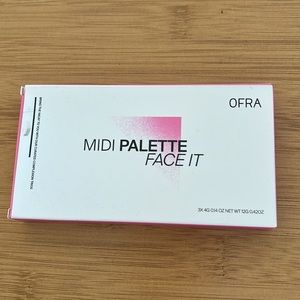 OFRA
MIDI PALETTE
FACE IT
3X 4G 0.14 OZ NET WT 12G 0.42OZ